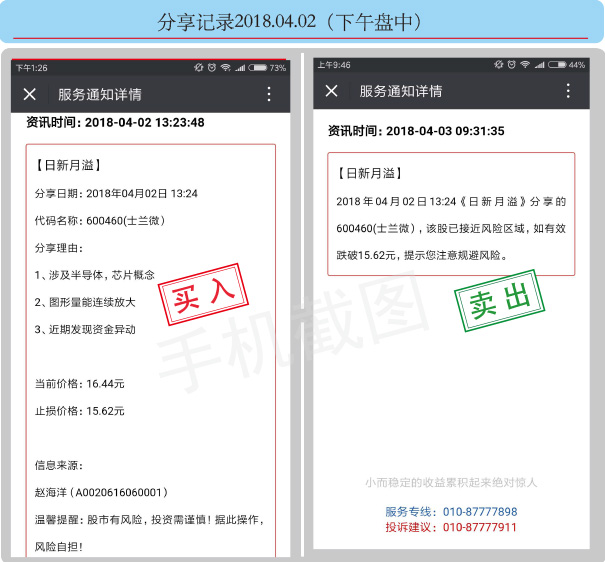 分享记录2018.04.02（下午盘中）
下午1:26
73%
服务通知详情
资讯时间：2018-04-02 13:23:48
【日新月溢】
分享日期：2018年04月02日 13:24
代码名称：600460(士兰微）
分享理由：
1、涉及半导体，芯片概念
2、图形量能连续放大
3、近期发现资金异动
买入
当前价格：16.44元
止损价格：15.62元
信息来源：
赵海洋（A0020616060001）
温馨提醒：股市有风险，投资需谨慎！据此操作，
风险自担！
上午9:46
44%
服务通知详情
资讯时间：2018-04-03 09:31:35
【日新月溢】
2018年04月02日13:24《日新月溢》分享的
600460(士兰微），该股已接近风险区域，如有效
跌破15.62元，提示您注意规避风险。
卖出
手机截图
小而稳定的收益累积起来绝对惊人
服务专线：010-87777898
投诉建议：010-87777911